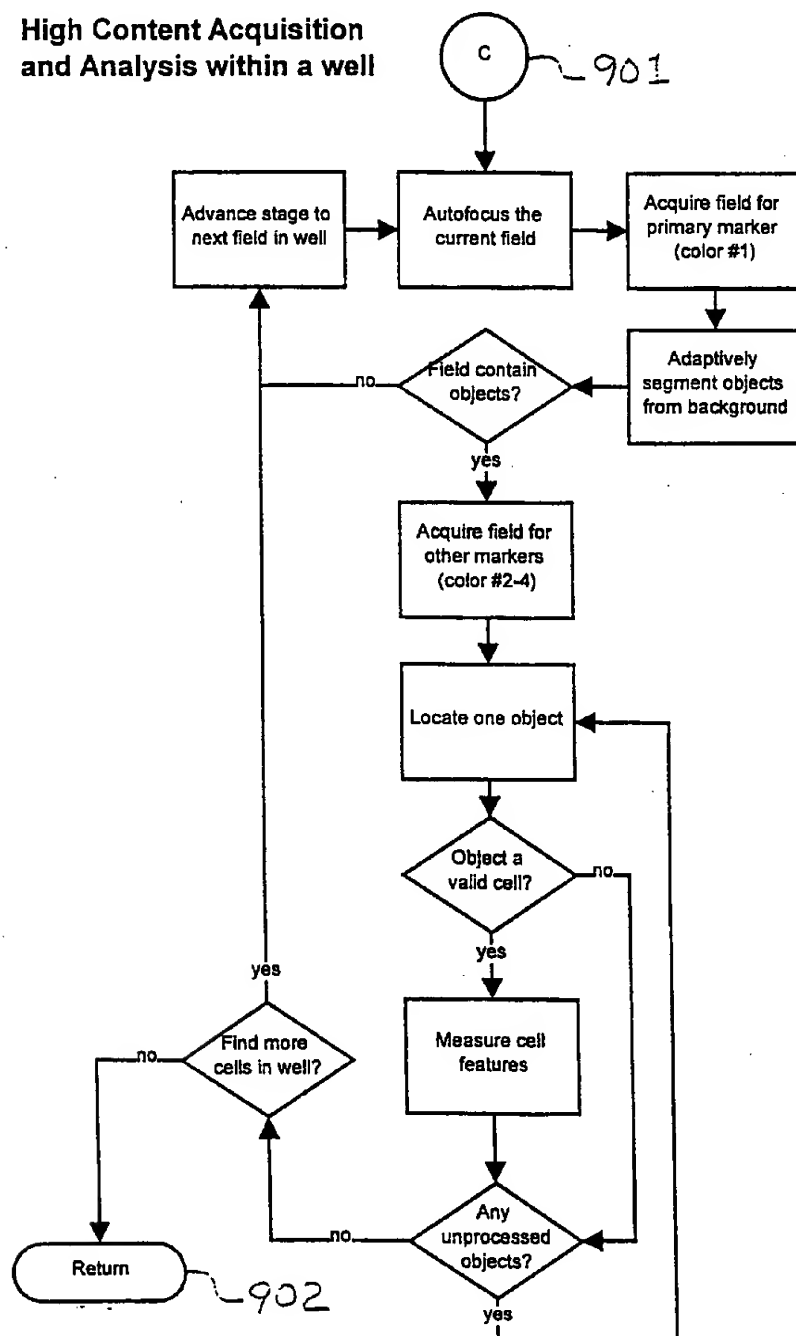 High Content Acquisition
and Analysis within a well
C
901
Advance stage to
next field in well
Autofocus the
current field
Acquire field for
primary marker
(color #1)
Adaptively
segment objects
from background
Field contain
objects?
no
yes
Acquire field for
other markers
(color #2-4)
Locate one object
Object a
valid cell?
no
yes
Measure cell
features
yes
Find more
cells in well?
no
Any
unprocessed
objects?
no
yes
Return
902